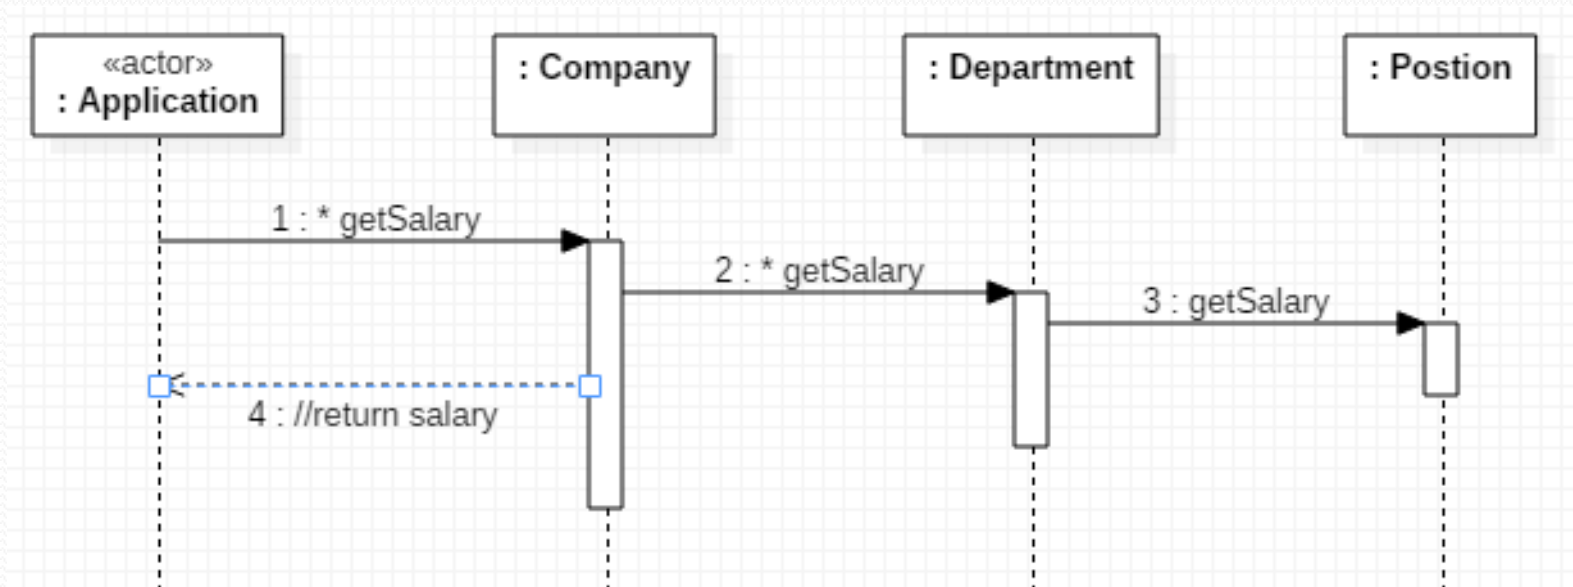 «actor»
: Application
: Company
: Department
: Postion
1 : * getSalary
2 : * getSalary
3 : getSalary
4 : //return salary